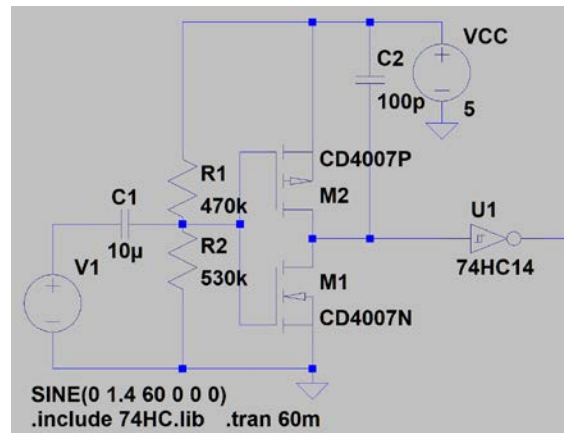 VCC
C2
100p
5
CD4007P
R1
M2
470k
C1
U1
10µ
R2
530k
V1
M1
74HC14
CD4007N
SINE(0 1.4 60 0 0 0)
.include 74HC.lib .tran 60m